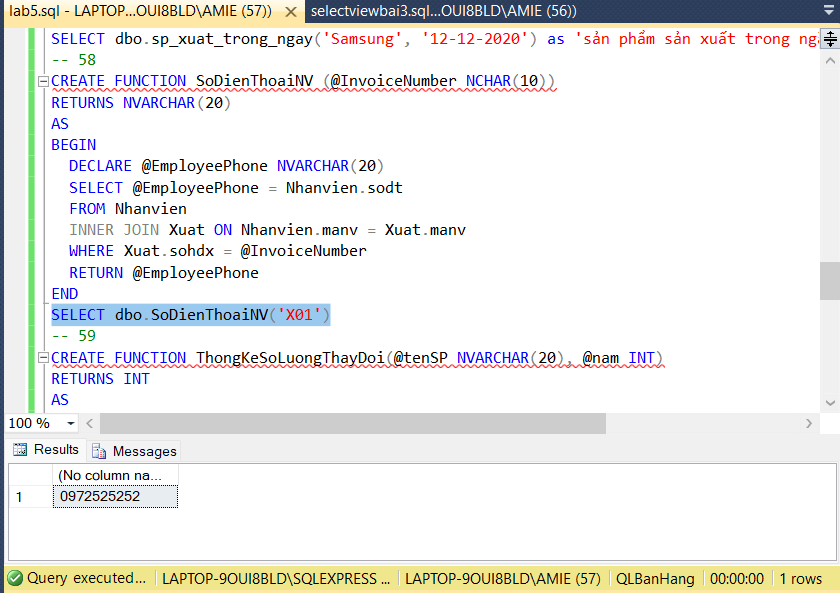 lab5.sql - LAPTOP...OUI8BLD\AMIE (57)) selectviewbai3.sql...OUI8BLD\AMIE (56))
SELECT dbo.sp_xuat_trong_ngay('Samsung', '12-12-2020') as 'sản phẩm sản xuất trong
-- 58
CREATE FUNCTION SoDienThoaiNV (@InvoiceNumber NCHAR(10))
RETURNS NVARCHAR(20)
AS
BEGIN
DECLARE @EmployeePhone NVARCHAR(20)
SELECT @EmployeePhone = Nhanvien.sodt
FROM Nhanvien
INNER JOIN Xuat ON Nhanvien.manv = Xuat.manv
WHERE Xuat.sohdx = @InvoiceNumber
RETURN @EmployeePhone
END
SELECT dbo.SoDienThoaiNV('X01')
-- 59
CREATE FUNCTION ThongKeSoLuongThayDoi(@tenSP NVARCHAR(20), @nam INT)
RETURNS INT
AS
100 %
Results Messages
(No column na...
1 0972525252
Query executed... LAPTOP-9OUI8BLD\SQLEXPRESS ... LAPTOP-9OUI8BLD\AMIE (57) QLBanHang 00:00:00 1 rows